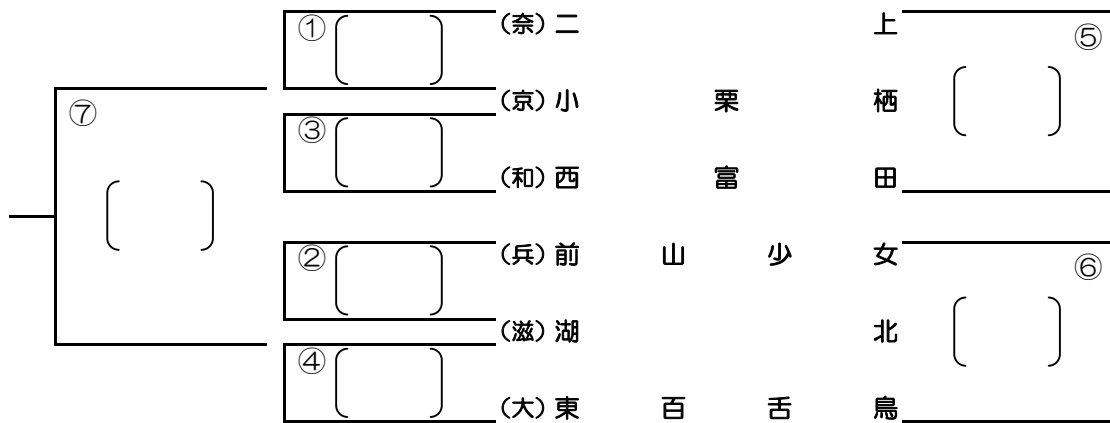 ① (奈) 二上 ⑤
(京) 小栗栖
⑦ ③
(和) 西富田
② (兵) 前山少女 ⑥
(滋) 湖北
④
(大) 東百舌鳥